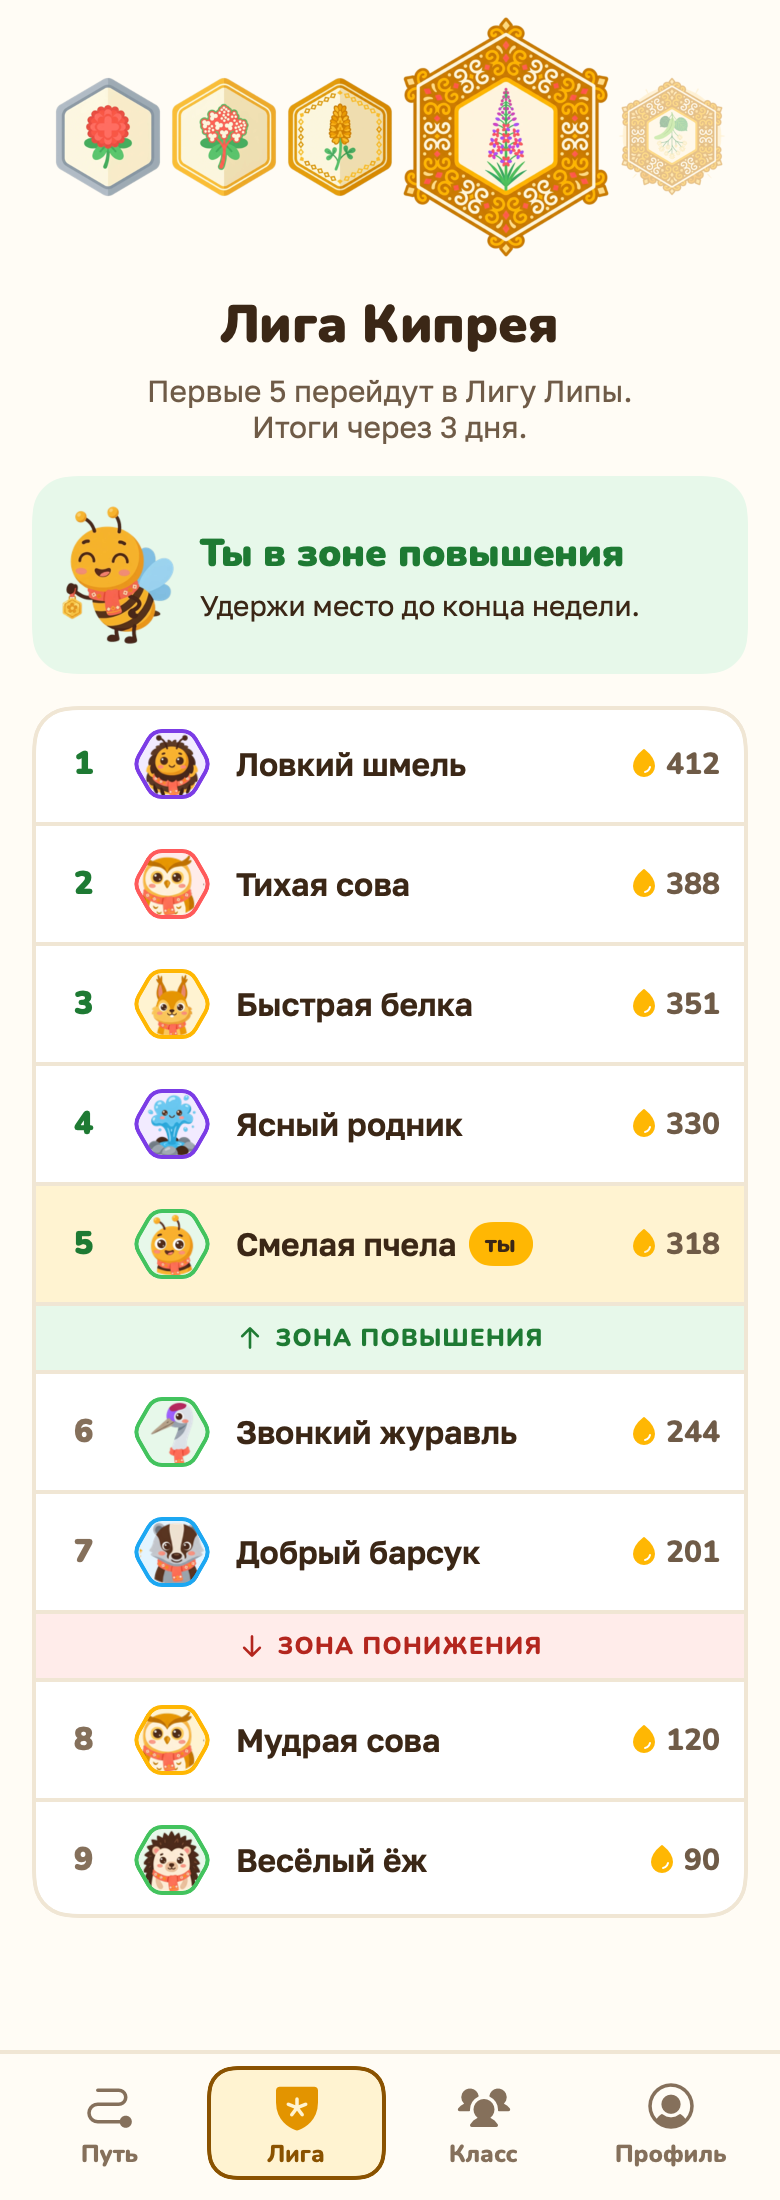 Лига Кипрея
Первые 5 перейдут в Лигу Липы.
Итоги через 3 дня.
Ты в зоне повышения
Удержи место до конца недели.
1 Ловкий шмель 412
2 Тихая сова 388
3 Быстрая белка 351
4 Ясный родник 330
5 Смелая пчела ты 318
↑ ЗОНА ПОВЫШЕНИЯ
6 Звонкий журавль 244
7 Добрый барсук 201
↓ ЗОНА ПОНИЖЕНИЯ
8 Мудрая сова 120
9 Весёлый ёж 90
Путь Лига Класс Профиль